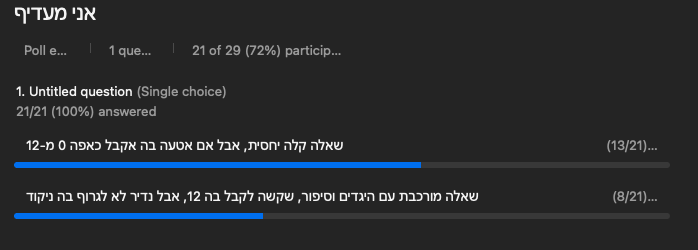 אני מעדיף
Poll e... | 1 que... | 21 of 29 (72%) particip...
1. Untitled question (Single choice)
21/21 (100%) answered
שאלה קלה יחסית, אבל אם אטעה בה אקבל כאפה 0 מ-12 (13/21)...
שאלה מורכבת עם היגדים וסיפור, שקשה לקבל בה 12, אבל נדיר לא לגרוף בה ניקוד (8/21)...